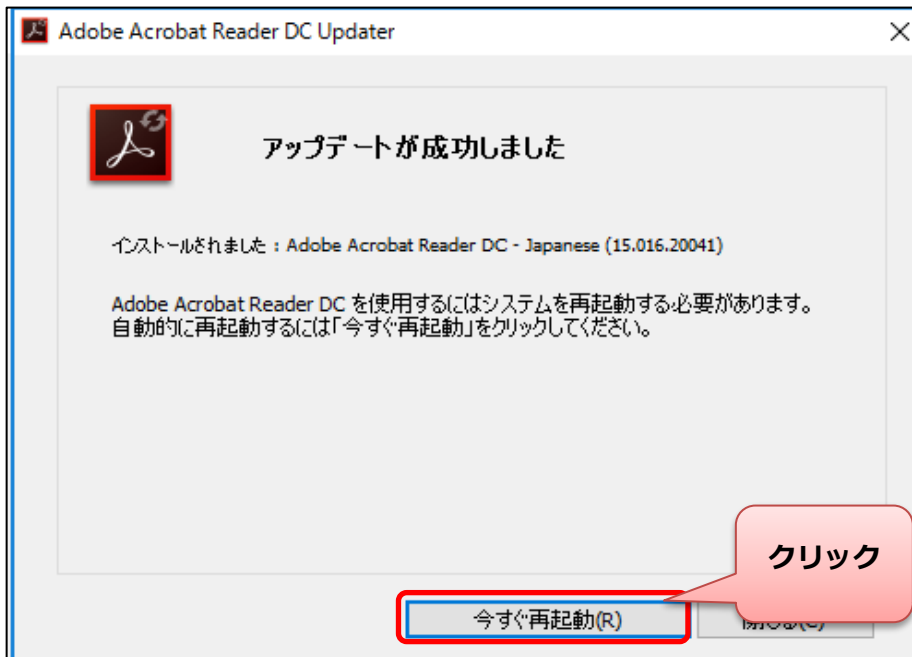 Adobe Acrobat Reader DC Updater
アップデートが成功しました
インストールされました : Adobe Acrobat Reader DC - Japanese (15.016.20041)
Adobe Acrobat Reader DC を使用するにはシステムを再起動する必要があります。
自動的に再起動するには「今すぐ再起動」をクリックしてください。
クリック
今すぐ再起動(R)